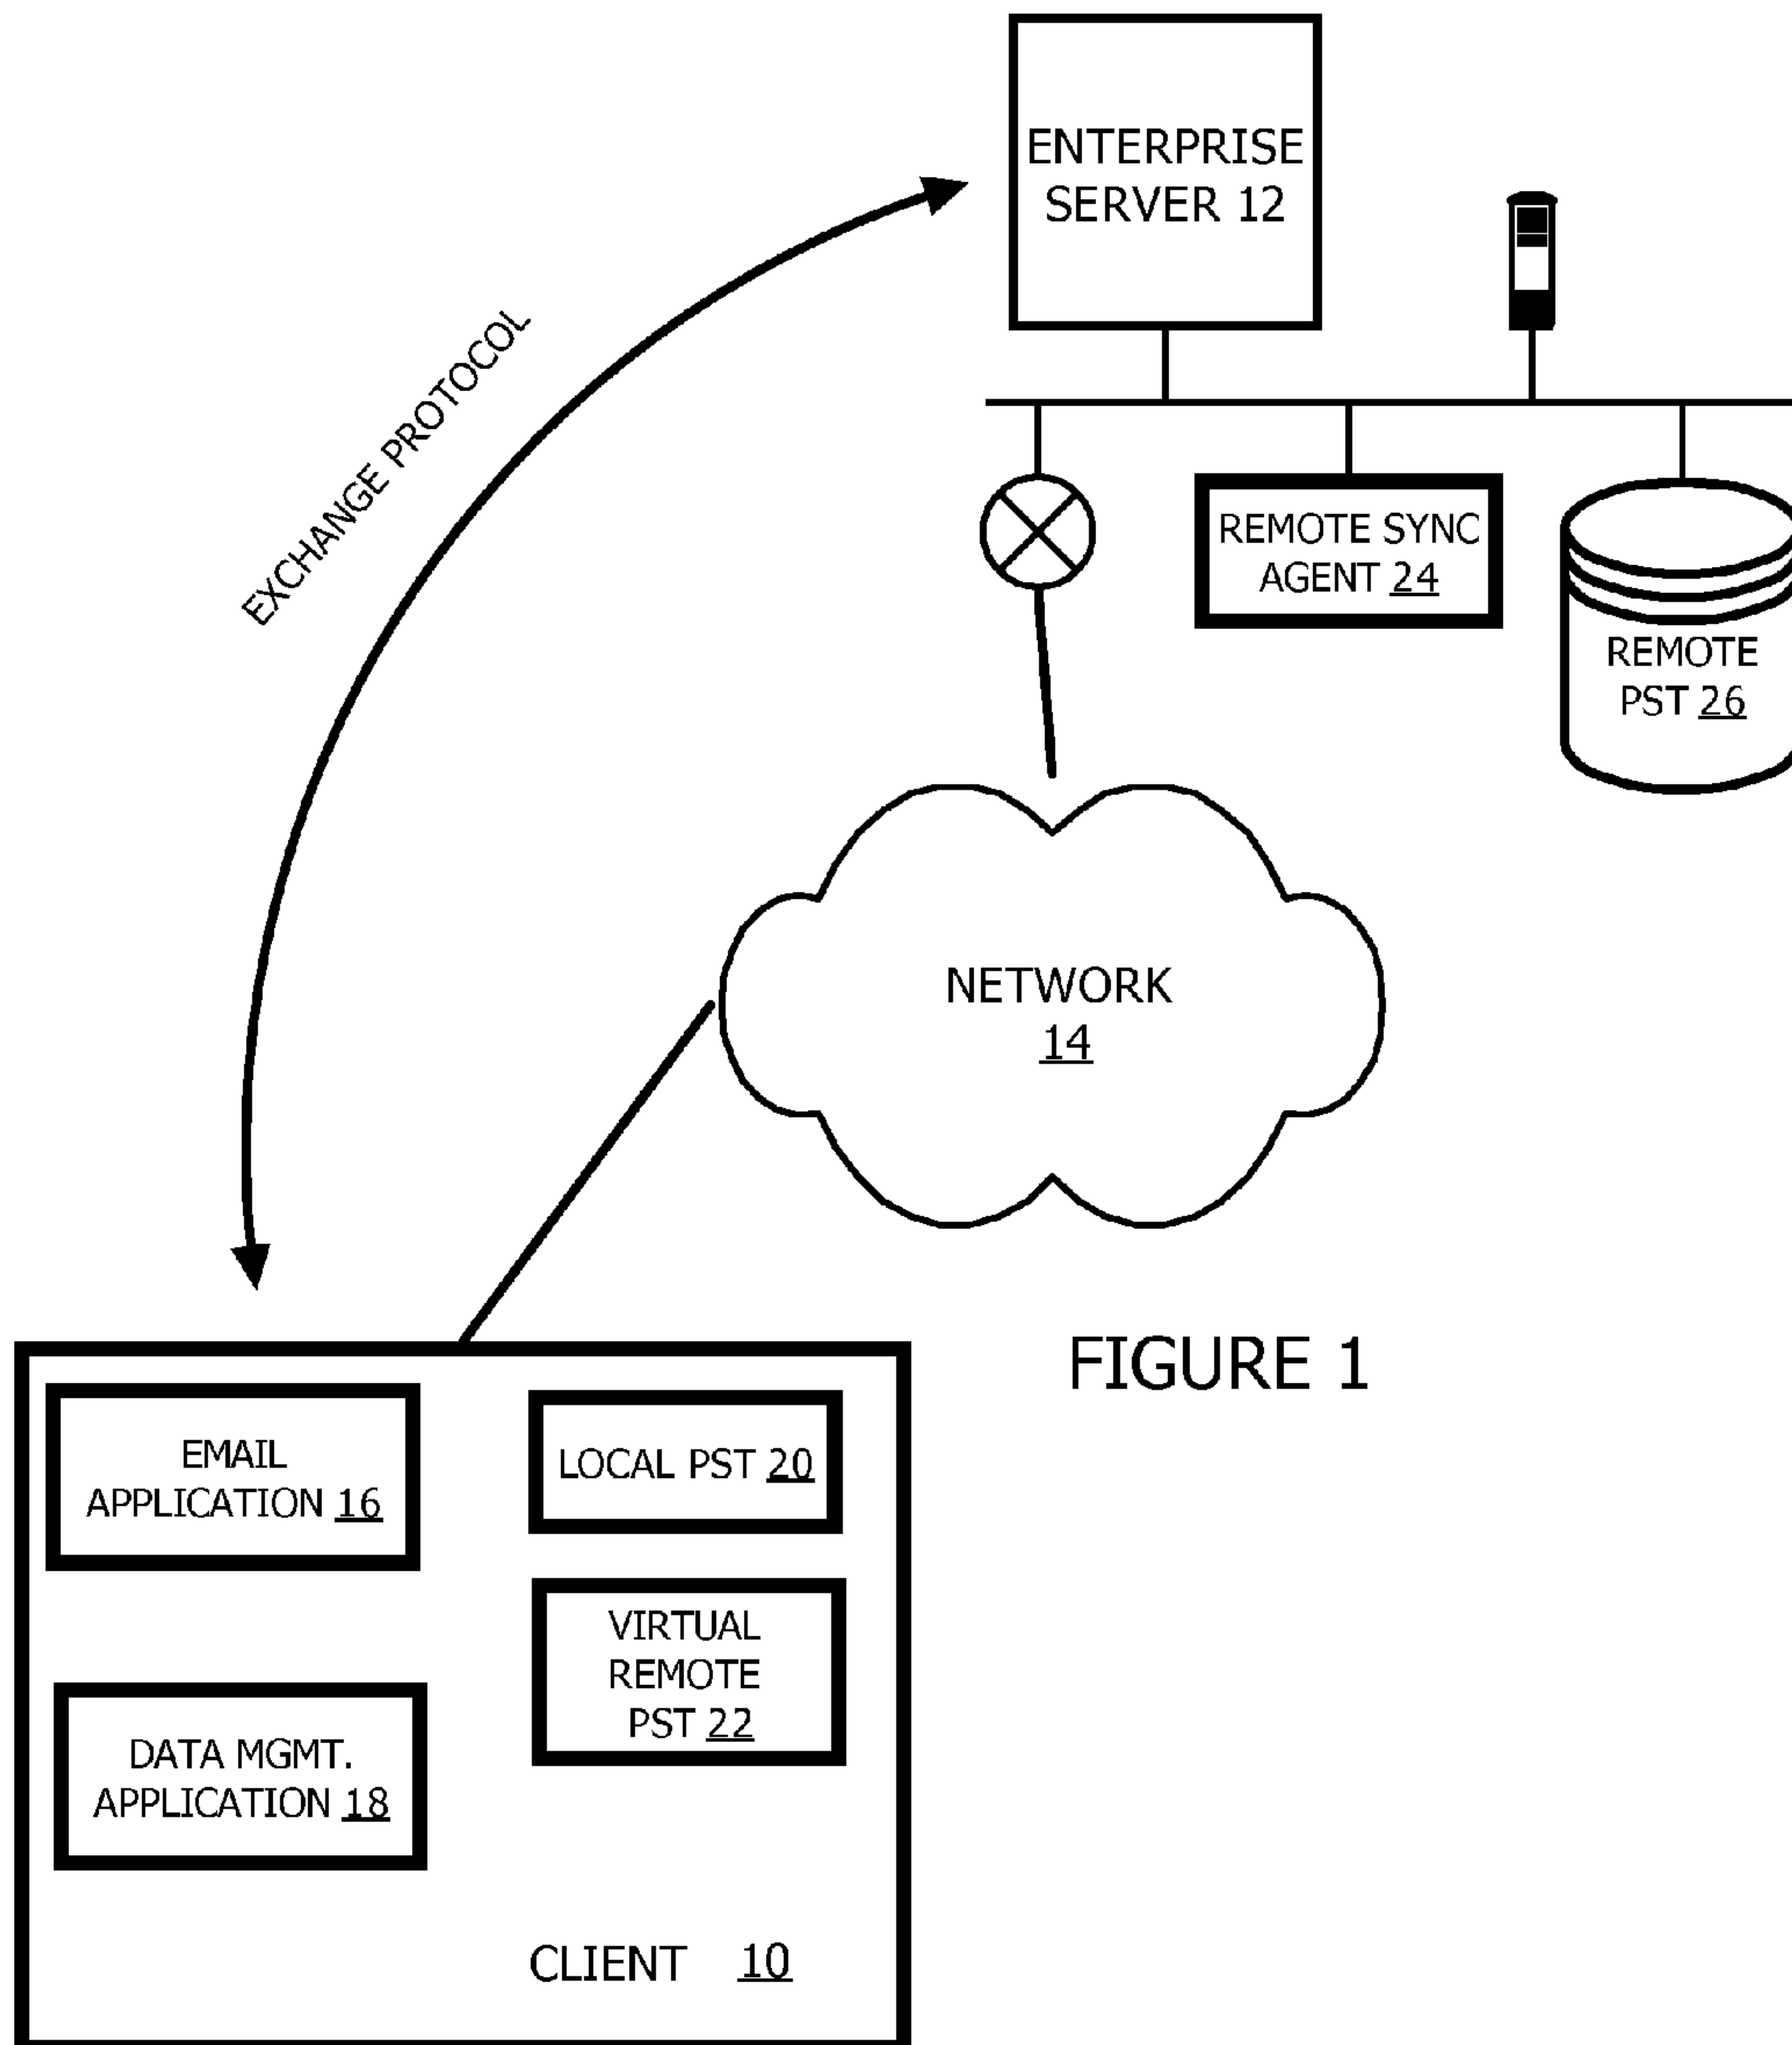 ENTERPRISE
SERVER 12
EXCHANGE PROTOCOL
REMOTE SYNC
AGENT 24
REMOTE
PST 26
NETWORK
14
FIGURE 1
EMAIL
APPLICATION 16
LOCAL PST 20
VIRTUAL
REMOTE
PST 22
DATA MGMT.
APPLICATION 18
CLIENT 10